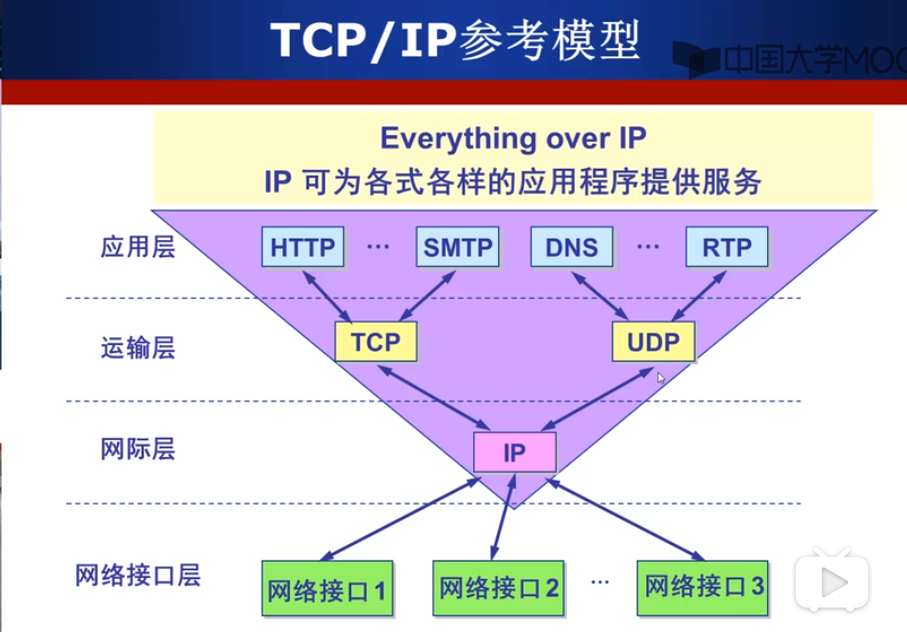 TCP/IP参考模型
中国大学MOO
Everything over IP
IP 可为各式各样的应用程序提供服务
应用层
HTTP … SMTP DNS … RTP
运输层
TCP UDP
网际层
IP
网络接口层
网络接口1 网络接口2 … 网络接口3